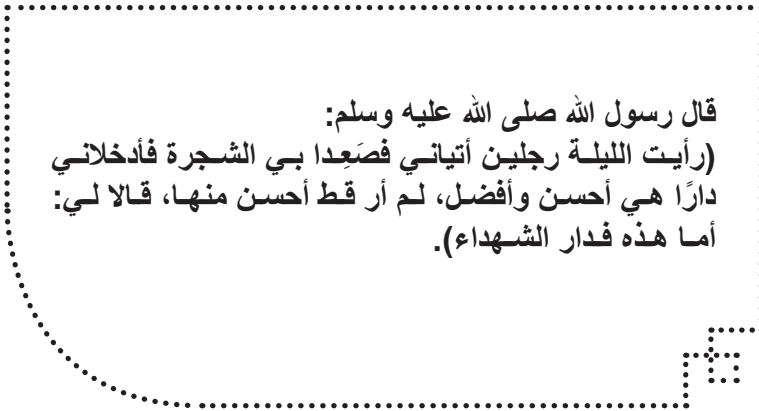 قال رسول الله صلى الله عليه وسلم:
(رأيت الليلة رجلين أتياني فصَعِدا بي الشجرة فأدخلاني
دارًا هي أحسن وأفضل، لم أر قط أحسن منها، قالا لي:
أما هذه فدار الشهداء).